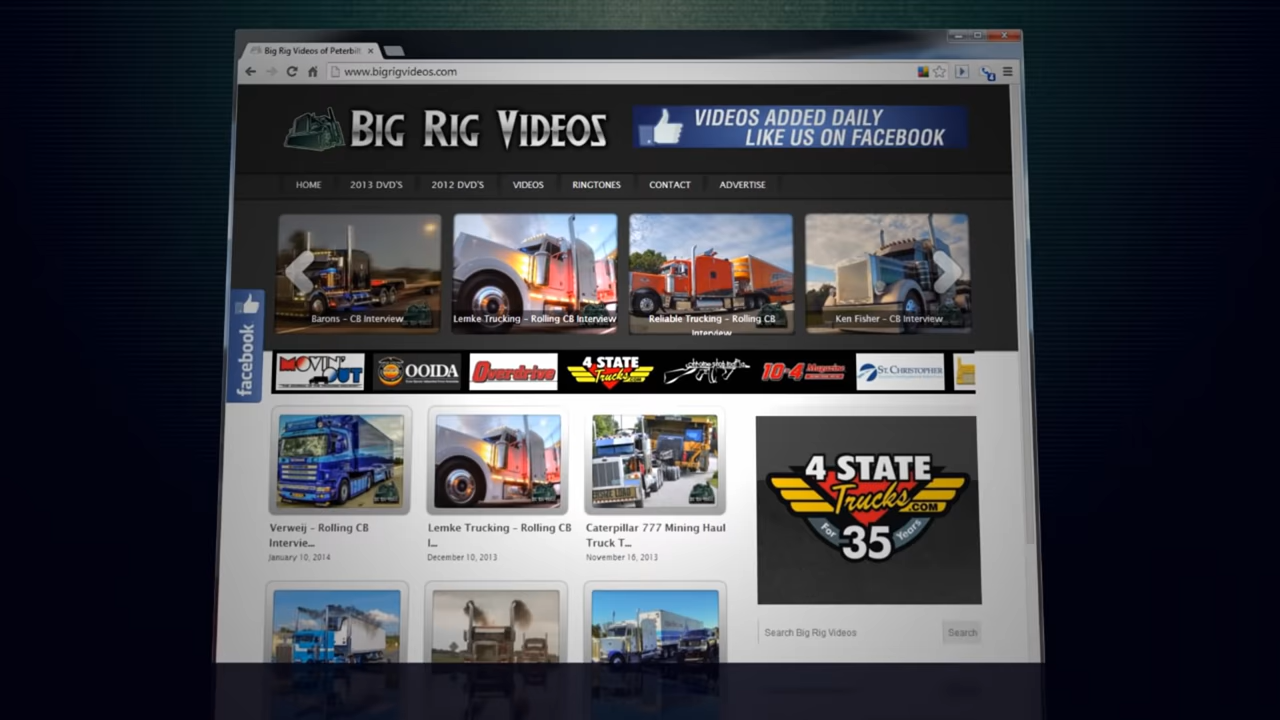 Big Rig Videos of Peterbilt
www.bigrigvideos.com
BIG RIG VIDEOS
VIDEOS ADDED DAILY
LIKE US ON FACEBOOK
HOME 2013 DVD'S 2012 DVD'S VIDEOS RINGTONES CONTACT ADVERTISE
Barons - CB Interview
Lemke Trucking - Rolling CB Interview
Reliable Trucking - Rolling CB
Interview
Ken Fisher - CB Interview
facebook
MOVIN' OUT
OOIDA
Overdrive
4 STATE
Trucks.COM
10-4 Magazine
ST. CHRISTOPHER
Verweij - Rolling CB
Intervie...
January 10, 2014
Lemke Trucking - Rolling CB
I...
December 10, 2013
Caterpillar 777 Mining Haul
Truck T...
November 16, 2013
4 STATE
Trucks.COM
For 35 Years
Search Big Rig Videos
Search